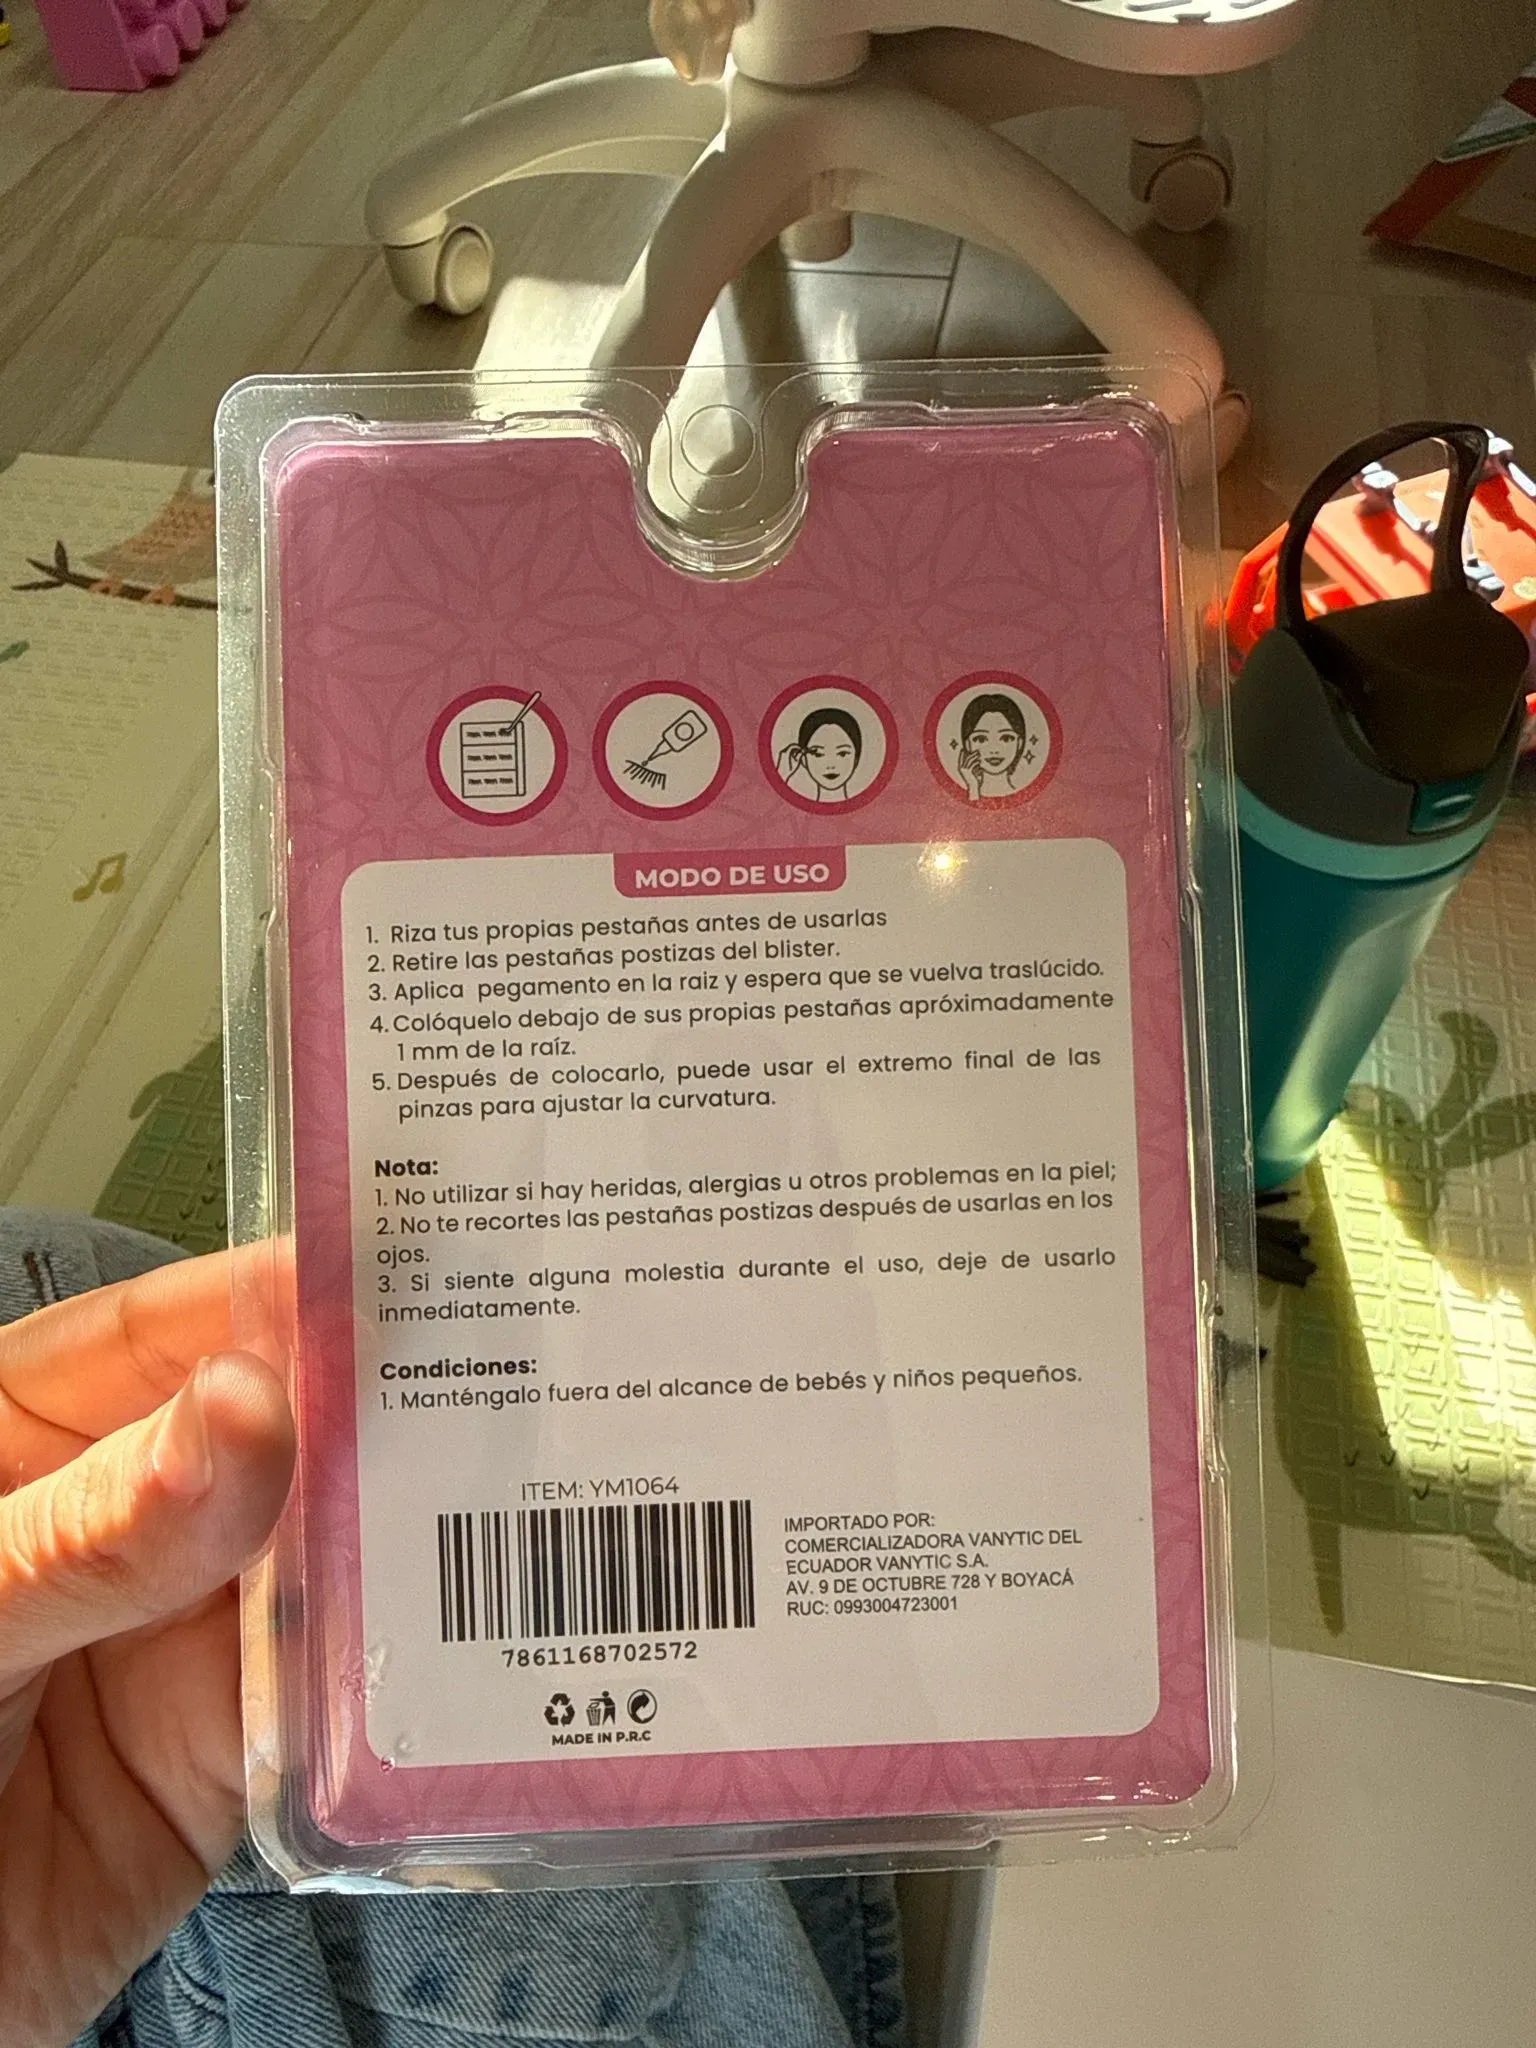 MODO DE USO
1. Riza tus propias pestañas antes de usarlas
2. Retire las pestañas postizas del blister.
3. Aplica pegamento en la raiz y espera que se vuelva traslúcido.
4. Colóquelo debajo de sus propias pestañas apróximadamente
1 mm de la raíz.
5. Después de colocarlo, puede usar el extremo final de las
pinzas para ajustar la curvatura.
Nota:
1. No utilizar si hay heridas, alergias u otros problemas en la piel;
2. No te recortes las pestañas postizas después de usarlas en los
ojos.
3. Si siente alguna molestia durante el uso, deje de usarlo
inmediatamente.
Condiciones:
1. Manténgalo fuera del alcance de bebés y niños pequeños.
ITEM: YM1064
7861168702572
MADE IN P.R.C
IMPORTADO POR:
COMERCIALIZADORA VANYTIC DEL
ECUADOR VANYTIC S.A.
AV. 9 DE OCTUBRE 728 Y BOYACÁ
RUC: 0993004723001